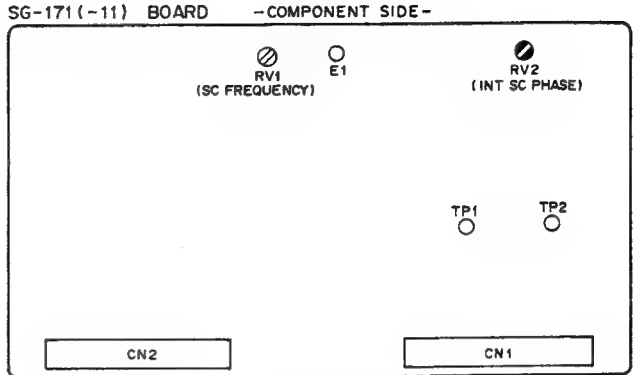 SG-171(-11) BOARD -COMPONENT SIDE-
RV1
(SC FREQUENCY)
E1
RV2
(INT SC PHASE)
TP1
TP2
CN2
CN1